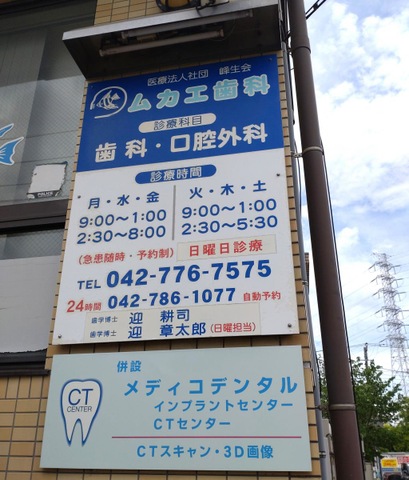 医療法人社団 峰生会
ムカエ歯科
診療科目
歯科・口腔外科
診療時間
月・水・金 火・木・土
9:00〜1:00 9:00〜1:00
2:30〜8:00 2:30〜5:30
(急患随時・予約制) 日曜日診療
TEL 042-776-7575
24時間 042-786-1077 自動予約
歯学博士 迎 耕司
歯学博士 迎 章太郎(日曜担当)
併設
メディコデンタル
インプラントセンター
CTセンター
CT
CENTER
CTスキャン・3D画像